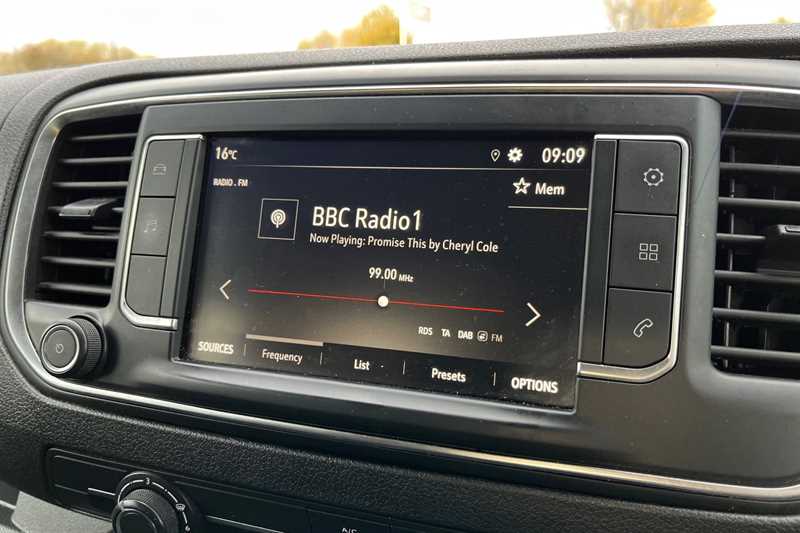 16°C
09:09
RADIO . FM
Mem
BBC Radio1
Now Playing: Promise This by Cheryl Cole
99.00 MHz
RDS TA DAB FM
SOURCES Frequency List Presets OPTIONS